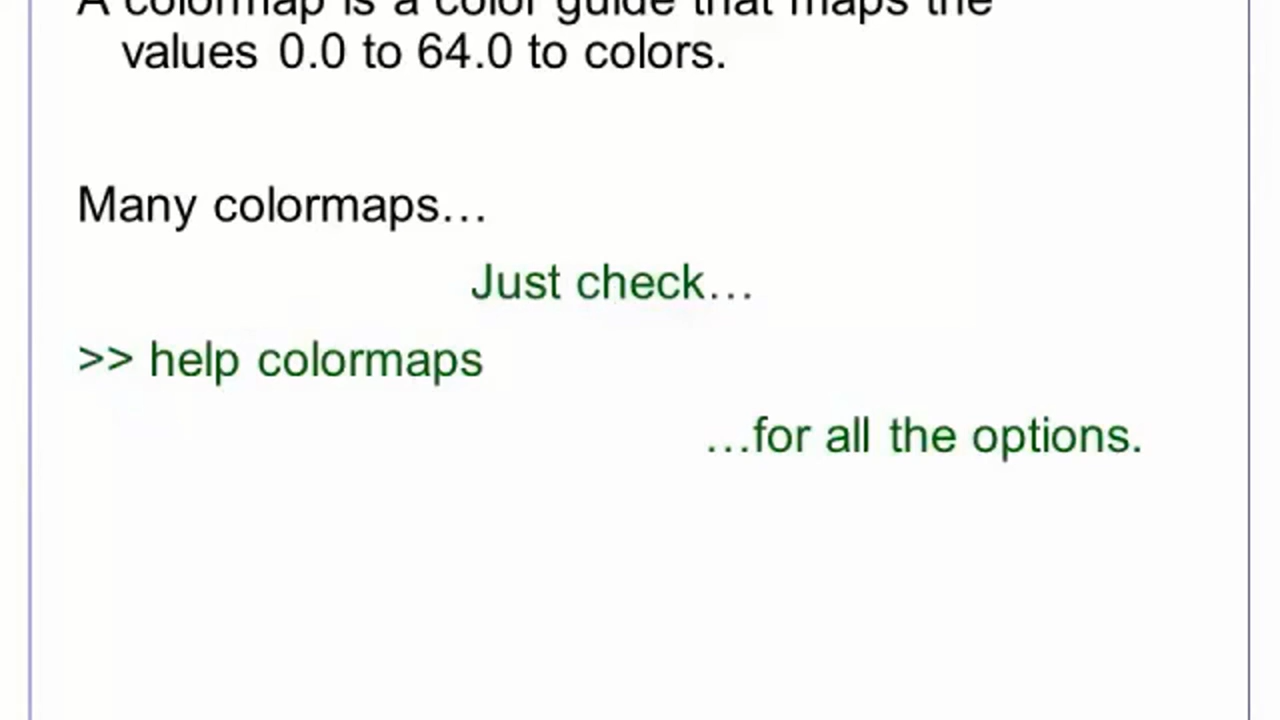 A colormap is a color guide that maps the
values 0.0 to 64.0 to colors.
Many colormaps…
Just check…
>> help colormaps
…for all the options.